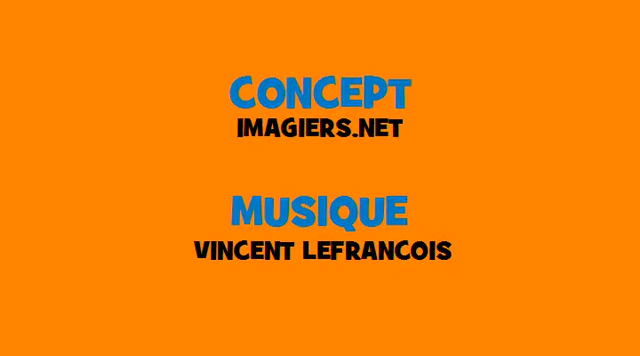 CONCEPT
IMAGIERS.NET
MUSIQUE
VINCENT LEFRANCOIS